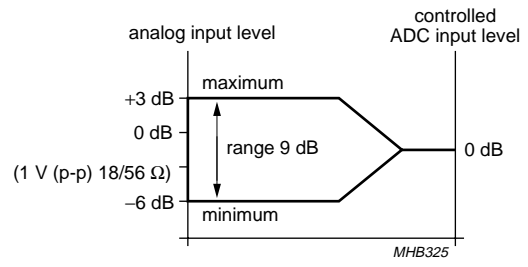 analog input level
controlled
ADC input level
maximum
+3 dB
0 dB
range 9 dB
0 dB
(1 V (p-p) 18/56 Ω)
−6 dB
minimum
MHB325